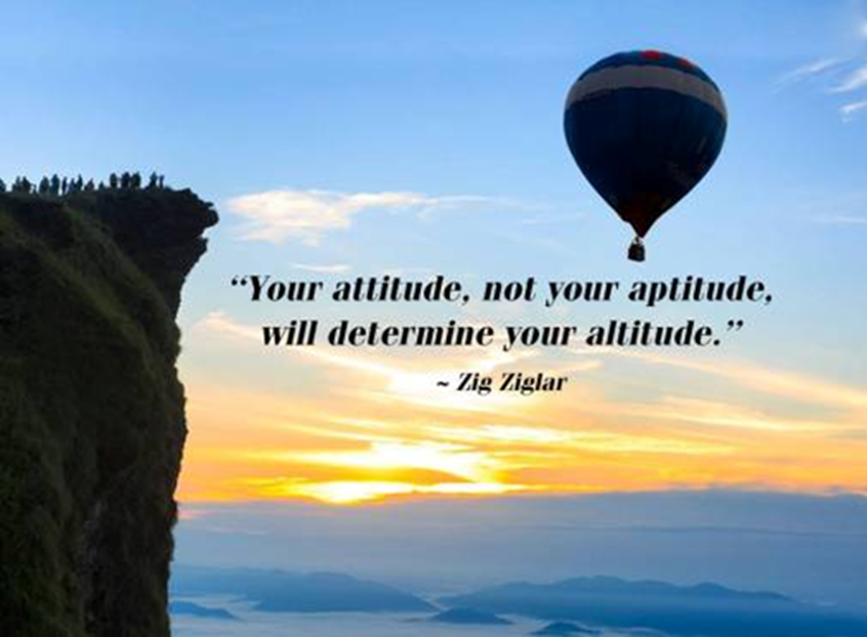 “Your attitude, not your aptitude,
will determine your altitude.”
~ Zig Ziglar